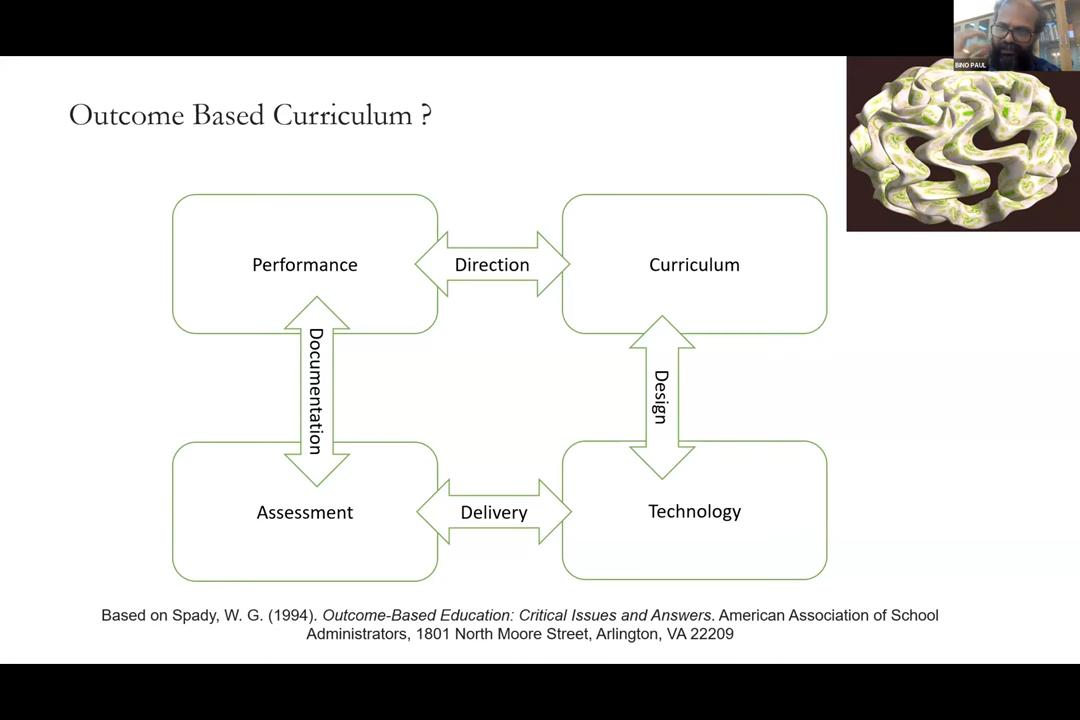 BINO PAUL
Outcome Based Curriculum ?
Performance
Direction
Curriculum
Documentation
Design
Assessment
Delivery
Technology
Based on Spady, W. G. (1994). Outcome-Based Education: Critical Issues and Answers. American Association of School
Administrators, 1801 North Moore Street, Arlington, VA 22209